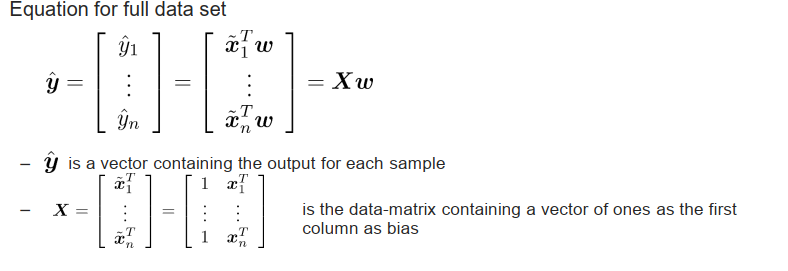 Equation for full data set
$\hat{\boldsymbol{y}} = \begin{bmatrix} \hat{y}_1 \\ \vdots \\ \hat{y}_n \end{bmatrix} = \begin{bmatrix} \tilde{\boldsymbol{x}}_1^T \boldsymbol{w} \\ \vdots \\ \tilde{\boldsymbol{x}}_n^T \boldsymbol{w} \end{bmatrix} = \boldsymbol{X}\boldsymbol{w}$
– $\hat{\boldsymbol{y}}$ is a vector containing the output for each sample
– $\boldsymbol{X} = \begin{bmatrix} \tilde{\boldsymbol{x}}_1^T \\ \vdots \\ \tilde{\boldsymbol{x}}_n^T \end{bmatrix} = \begin{bmatrix} 1 & \boldsymbol{x}_1^T \\ \vdots & \vdots \\ 1 & \boldsymbol{x}_n^T \end{bmatrix}$ is the data-matrix containing a vector of ones as the first
column as bias